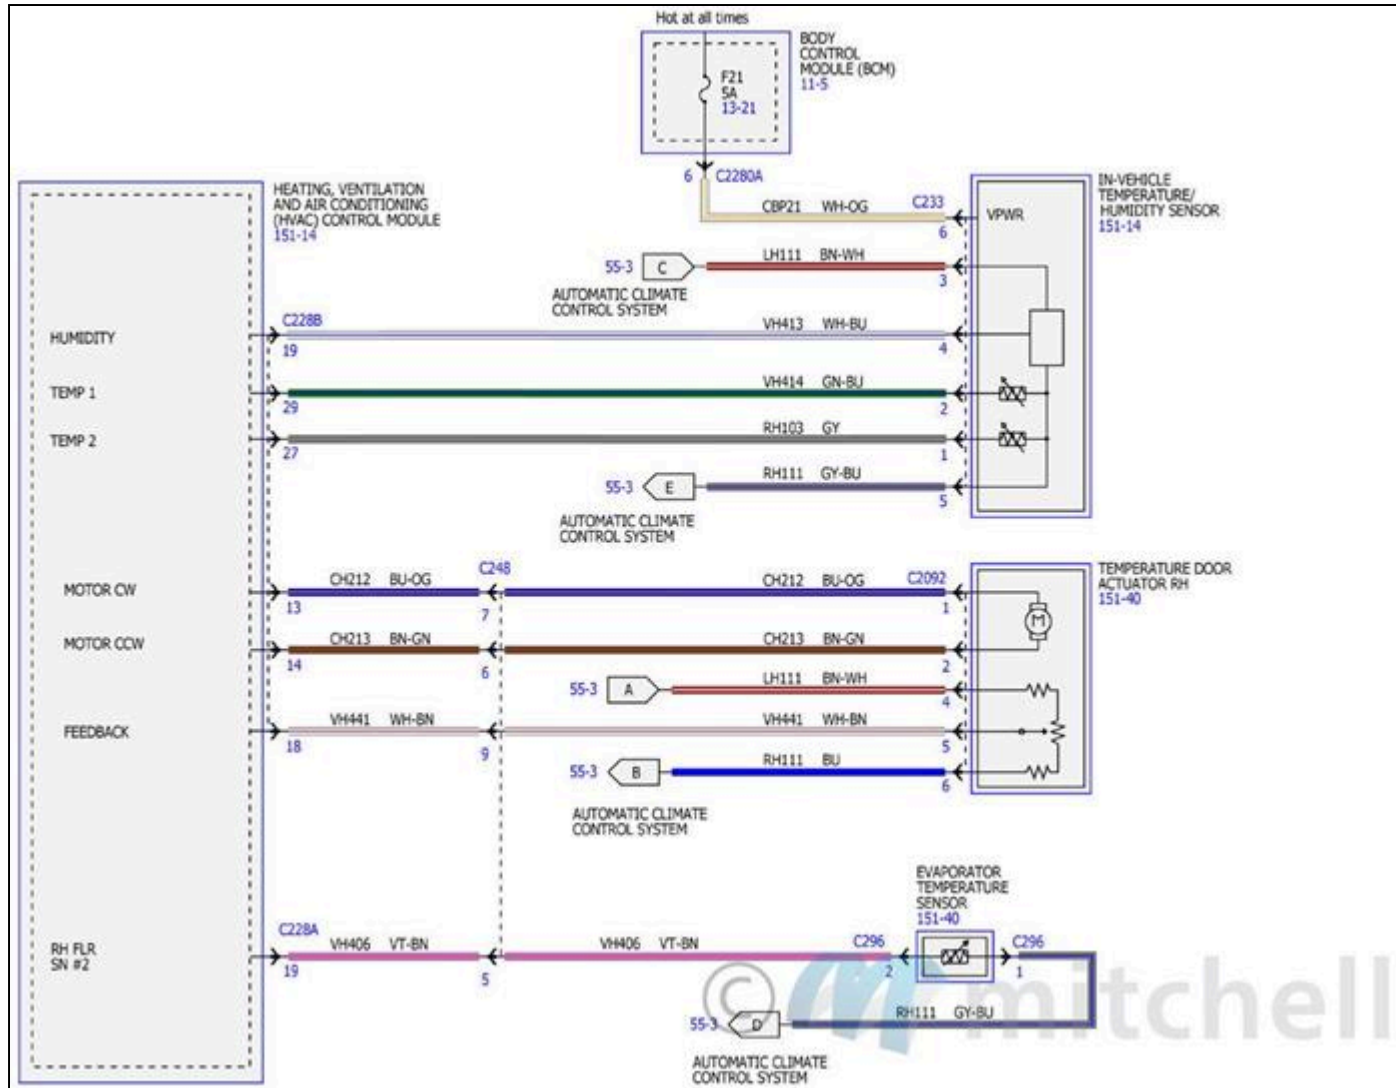 Hot at all times
BODY
CONTROL
MODULE (BCM)
11-5
F21
5A
13-21
6 C2280A
HEATING, VENTILATION
AND AIR CONDITIONING
(HVAC) CONTROL MODULE
151-14
IN-VEHICLE
TEMPERATURE/
HUMIDITY SENSOR
151-14
CBP21 WH-OG C233
6
VPWR
LH111 BN-WH
55-3 C
3
AUTOMATIC CLIMATE
CONTROL SYSTEM
HUMIDITY
C228B
19
VH413 WH-BU
4
TEMP 1
29
VH414 GN-BU
2
TEMP 2
27
RH103 GY
1
RH111 GY-BU
55-3 E
5
AUTOMATIC CLIMATE
CONTROL SYSTEM
MOTOR CW
13
CH212 BU-OG
C248
7
CH212 BU-OG C2092
1
TEMPERATURE DOOR
ACTUATOR RH
151-40
M
MOTOR CCW
14
CH213 BN-GN
6
CH213 BN-GN
2
LH111 BN-WH
55-3 A
4
FEEDBACK
18
VH441 WH-BN
9
VH441 WH-BN
5
RH111 BU
55-3 B
6
AUTOMATIC CLIMATE
CONTROL SYSTEM
EVAPORATOR
TEMPERATURE
SENSOR
151-40
RH FLR
SN #2
C228A
19
VH406 VT-BN
5
VH406 VT-BN
C296
2
C296
1
RH111 GY-BU
55-3 D
AUTOMATIC CLIMATE
CONTROL SYSTEM
© mitchell